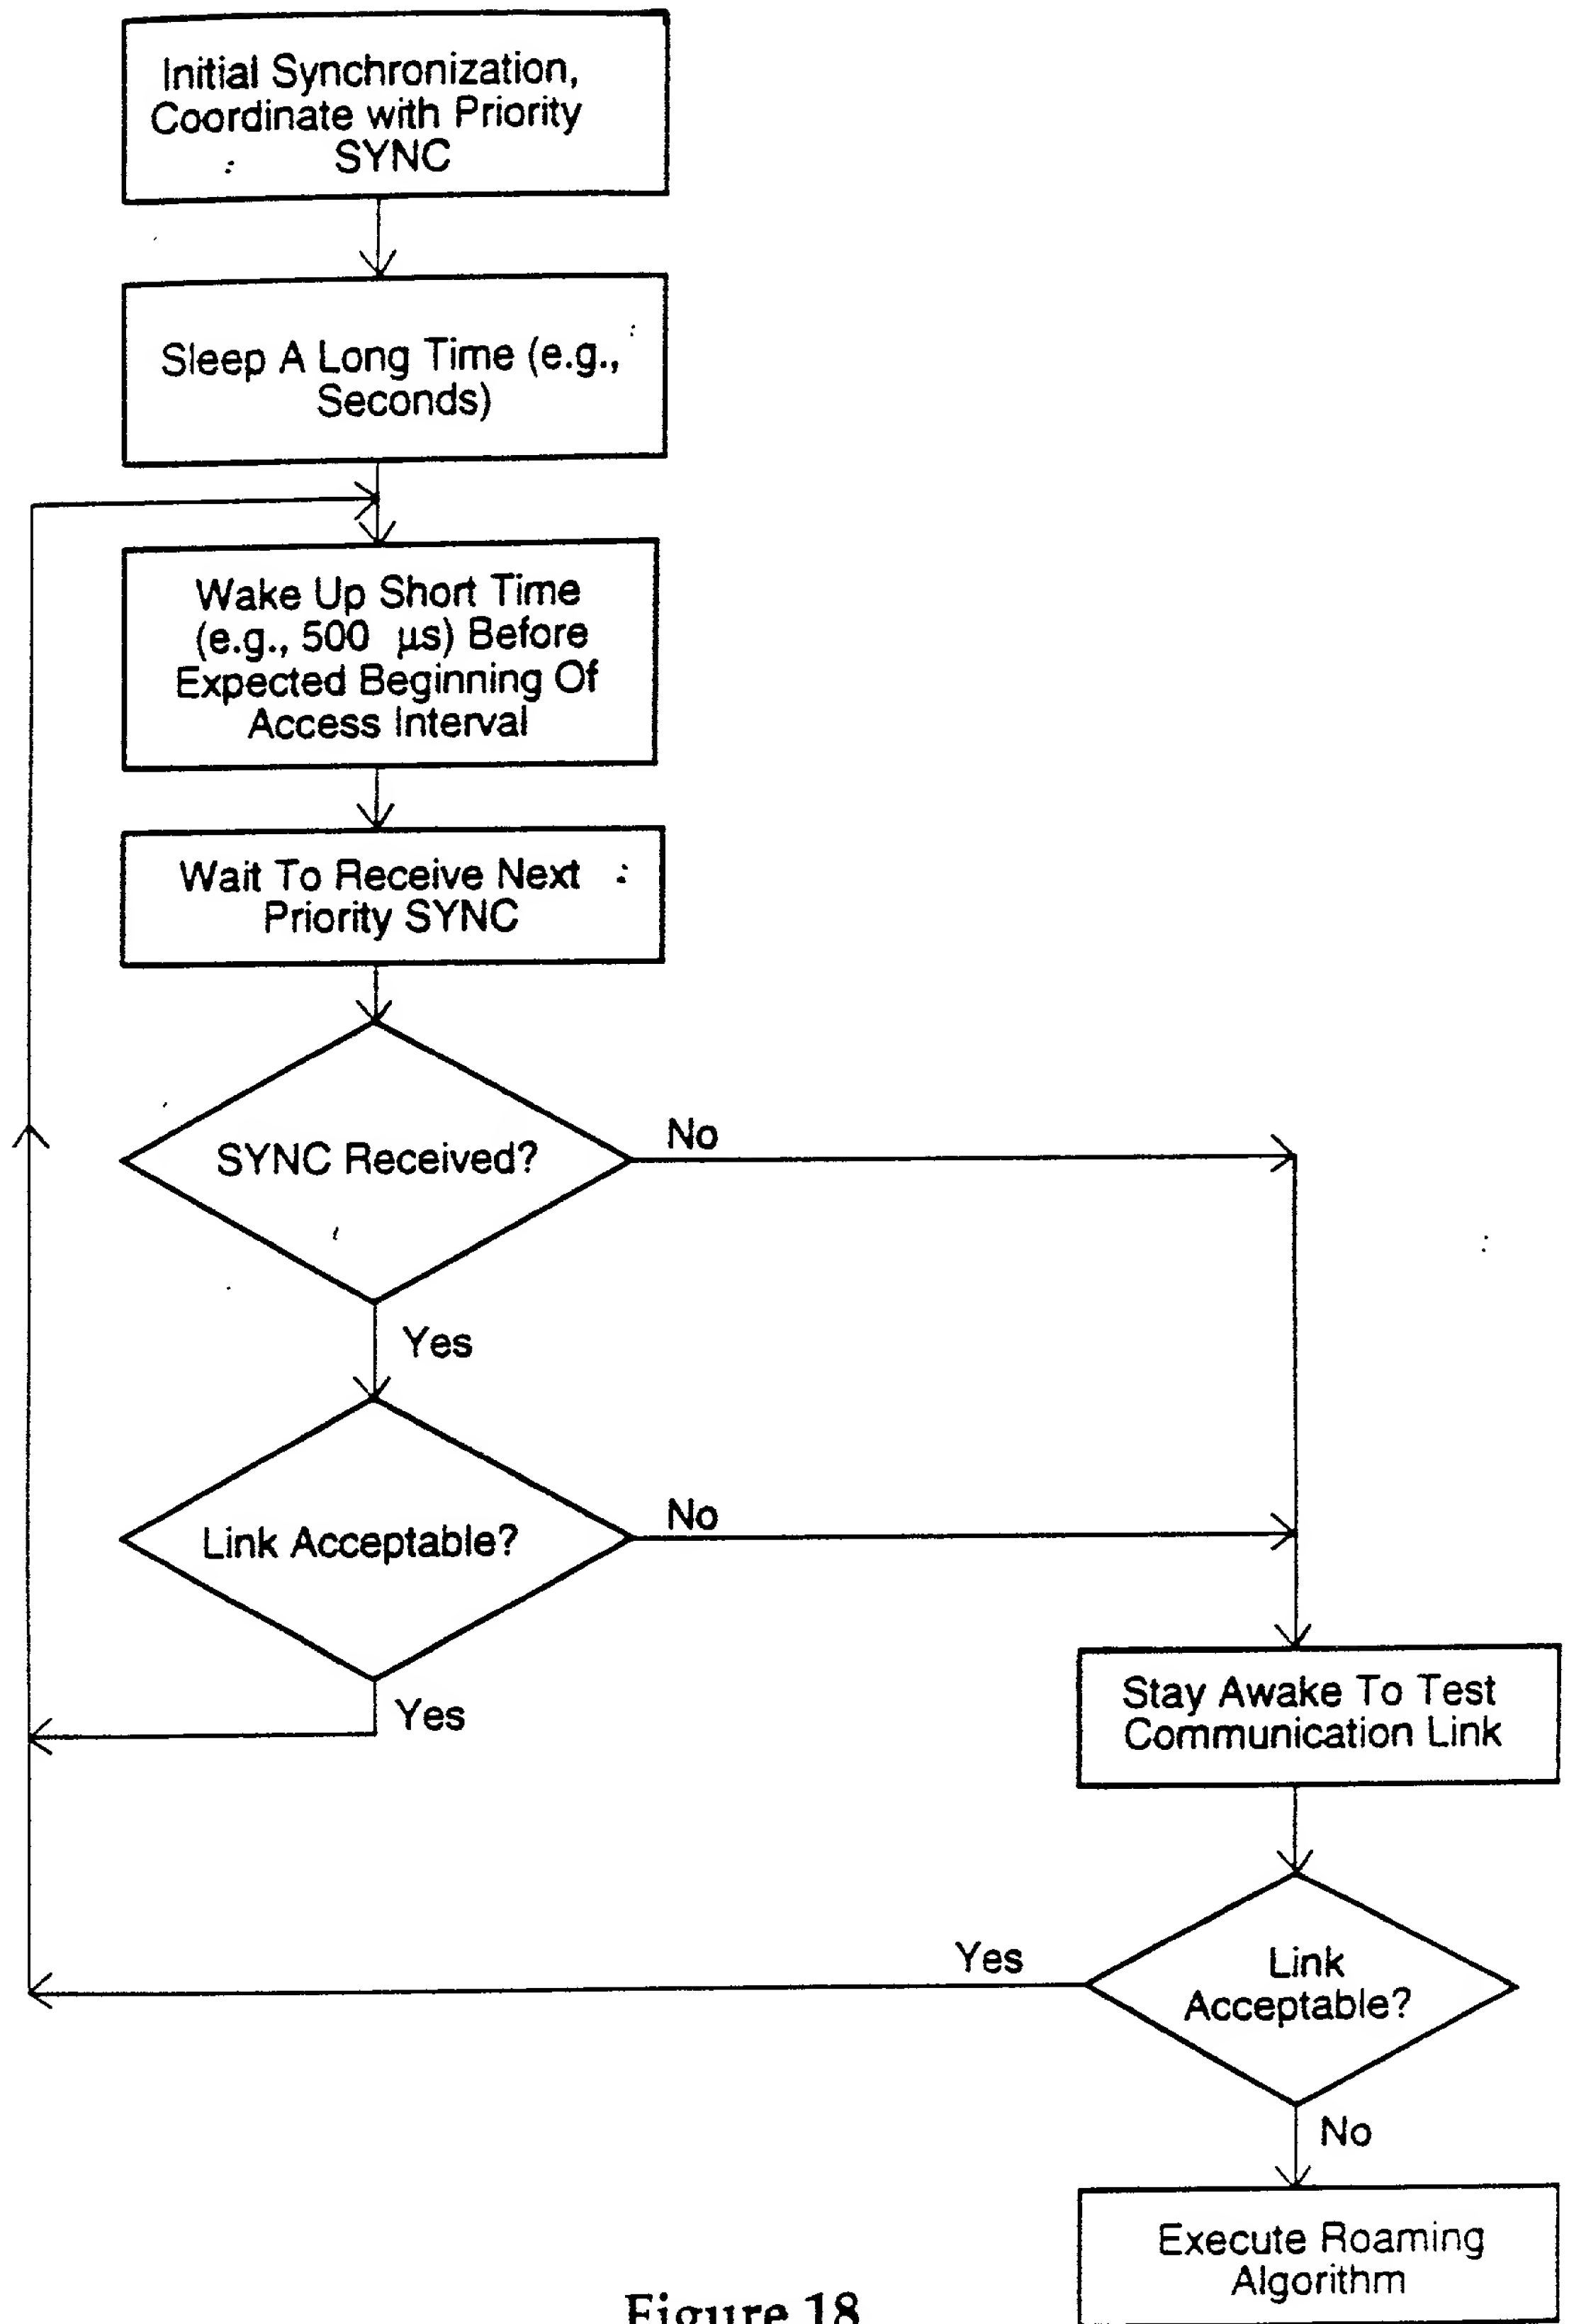 Initial Synchronization,
Coordinate with Priority
SYNC
Sleep A Long Time (e.g.,
Seconds)
Wake Up Short Time
(e.g., 500 µs) Before
Expected Beginning Of
Access Interval
Wait To Receive Next
Priority SYNC
SYNC Received?
No
Yes
Link Acceptable?
No
Yes
Stay Awake To Test
Communication Link
Link
Acceptable?
Yes
No
Execute Roaming
Algorithm
Figure 18